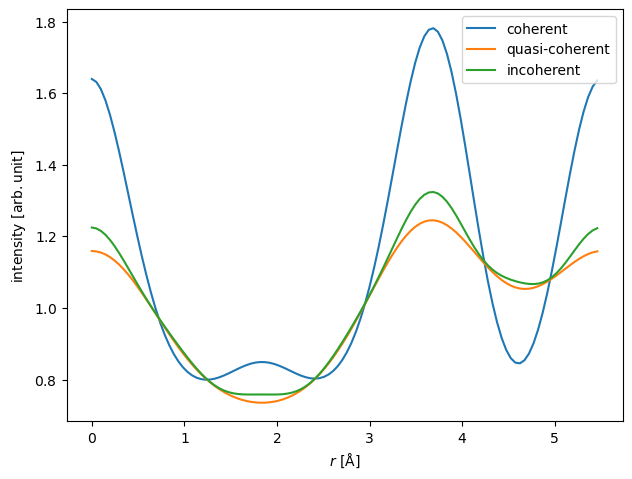 1.8
1.6
1.4
1.2
1.0
0.8
intensity [arb. unit]
coherent
quasi-coherent
incoherent
0 1 2 3 4 5
r [Å]